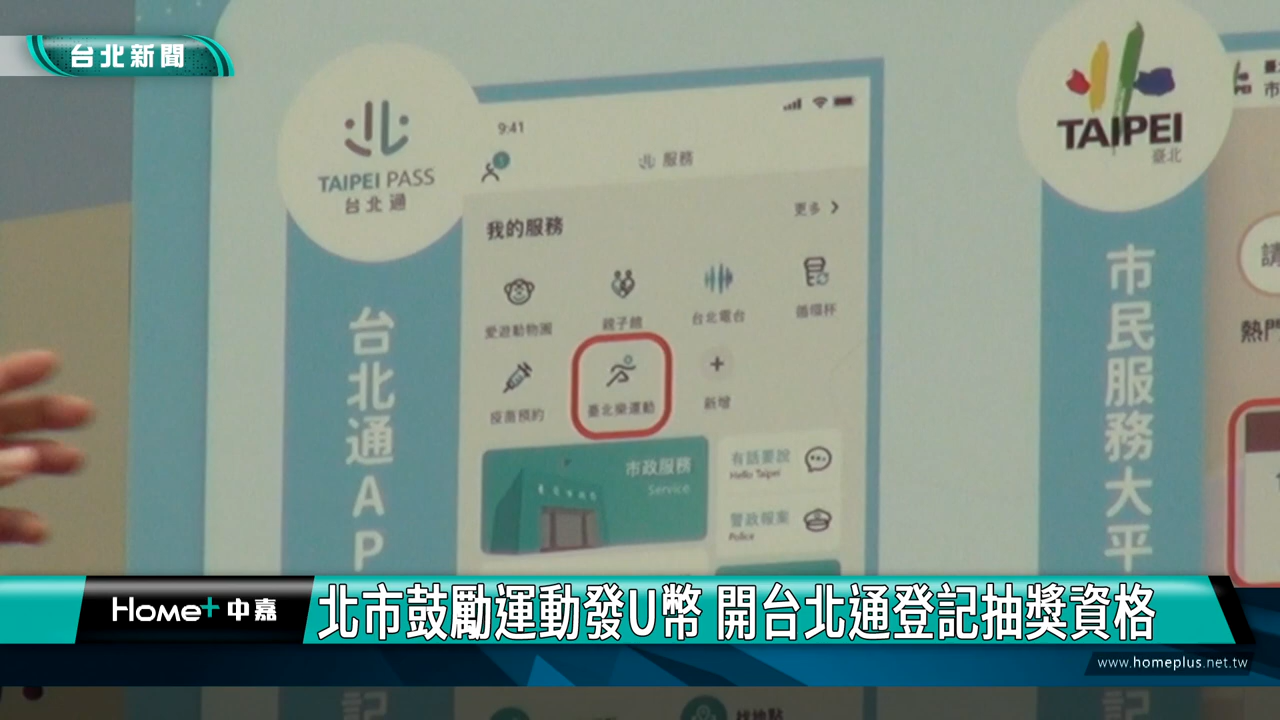 台北新聞
TAIPEI PASS
台北通
台北通AP
記
9:41
服務
我的服務
更多
愛遊動物園
親子館
台北電台
循環杯
疫苗預約
臺北樂運動
新增
市政服務
Service
有話要說
Hello Taipei
警政報案
Police
TAIPEI
臺北
市民服務大平
記
請
熱門
Home+中嘉
北市鼓勵運動發U幣 開台北通登記抽獎資格
www.homeplus.net.tw